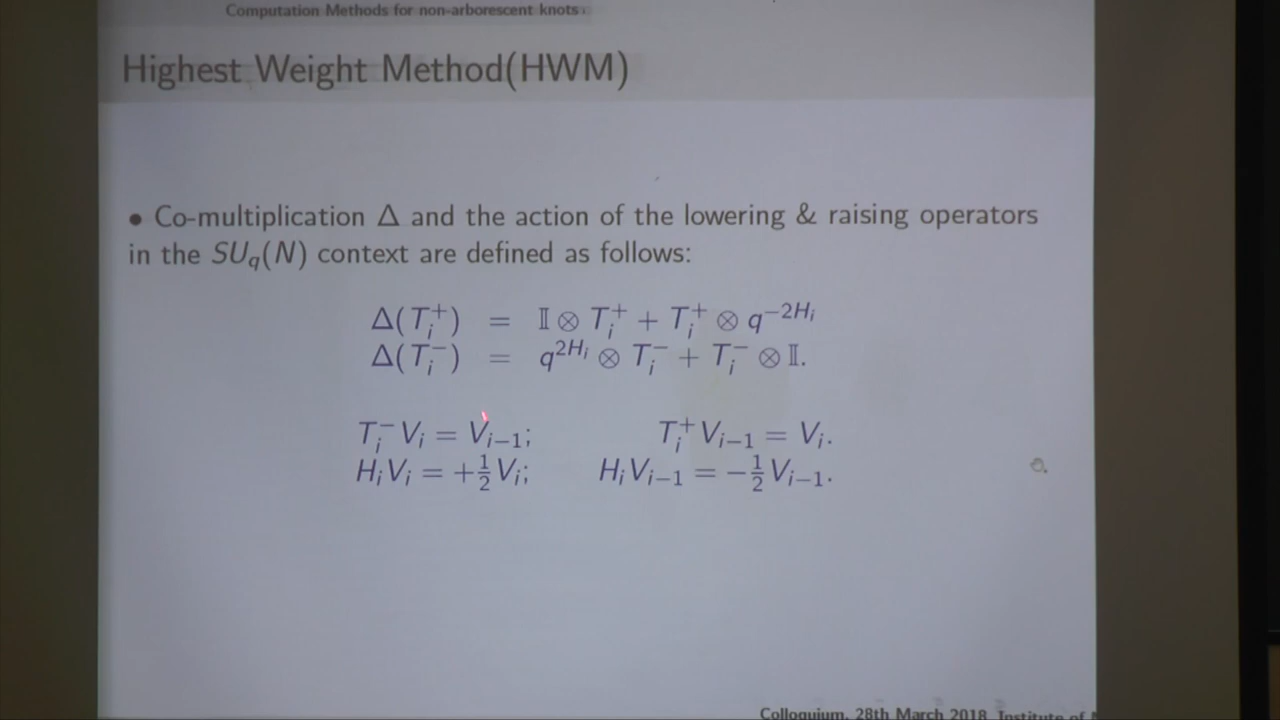 Computation Methods for non-arborescent knots
Highest Weight Method(HWM)
• Co-multiplication Δ and the action of the lowering & raising operators
in the SU_q(N) context are defined as follows:
Δ(T_i^+) = 𝕀 ⊗ T_i^+ + T_i^+ ⊗ q^{-2H_i}
Δ(T_i^-) = q^{2H_i} ⊗ T_i^- + T_i^- ⊗ 𝕀.
T_i^- V_i = V_{i-1}; T_i^+ V_{i-1} = V_i.
H_i V_i = +½ V_i; H_i V_{i-1} = -½ V_{i-1}.
Colloquium, 28th March 2018, Institute of